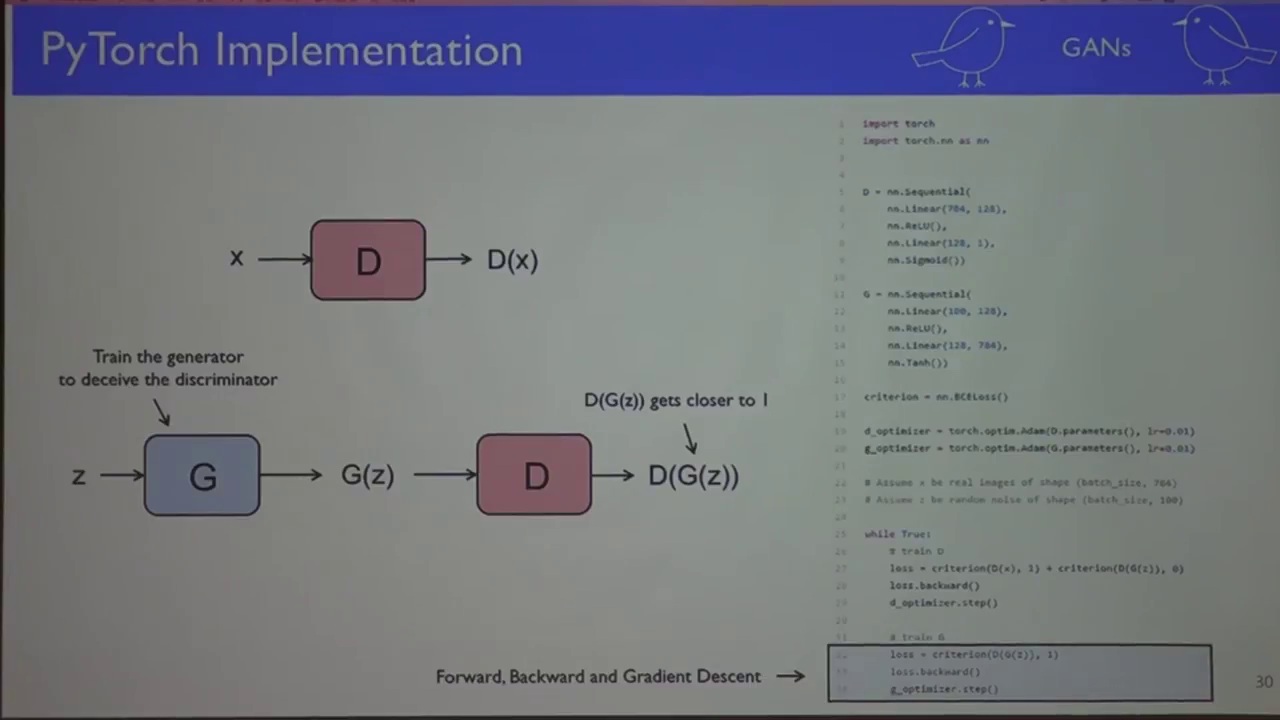 PyTorch Implementation
GANs
x
D
D(x)
Train the generator
to deceive the discriminator
D(G(z)) gets closer to 1
z
G
G(z)
D
D(G(z))
Forward, Backward and Gradient Descent
1 import torch
2 import torch.nn as nn
3
4
5 D = nn.Sequential(
6 nn.Linear(784, 128),
7 nn.ReLU(),
8 nn.Linear(128, 1),
9 nn.Sigmoid())
10
11 G = nn.Sequential(
12 nn.Linear(100, 128),
13 nn.ReLU(),
14 nn.Linear(128, 784),
15 nn.Tanh())
16
17 criterion = nn.BCELoss()
18
19 d_optimizer = torch.optim.Adam(D.parameters(), lr=0.01)
20 g_optimizer = torch.optim.Adam(G.parameters(), lr=0.01)
21
22 # Assume x be real images of shape (batch_size, 784)
23 # Assume z be random noise of shape (batch_size, 100)
24
25 while True:
26 # train D
27 loss = criterion(D(x), 1) + criterion(D(G(z)), 0)
28 loss.backward()
29 d_optimizer.step()
30
31 # train G
32 loss = criterion(D(G(z)), 1)
33 loss.backward()
34 g_optimizer.step()
30